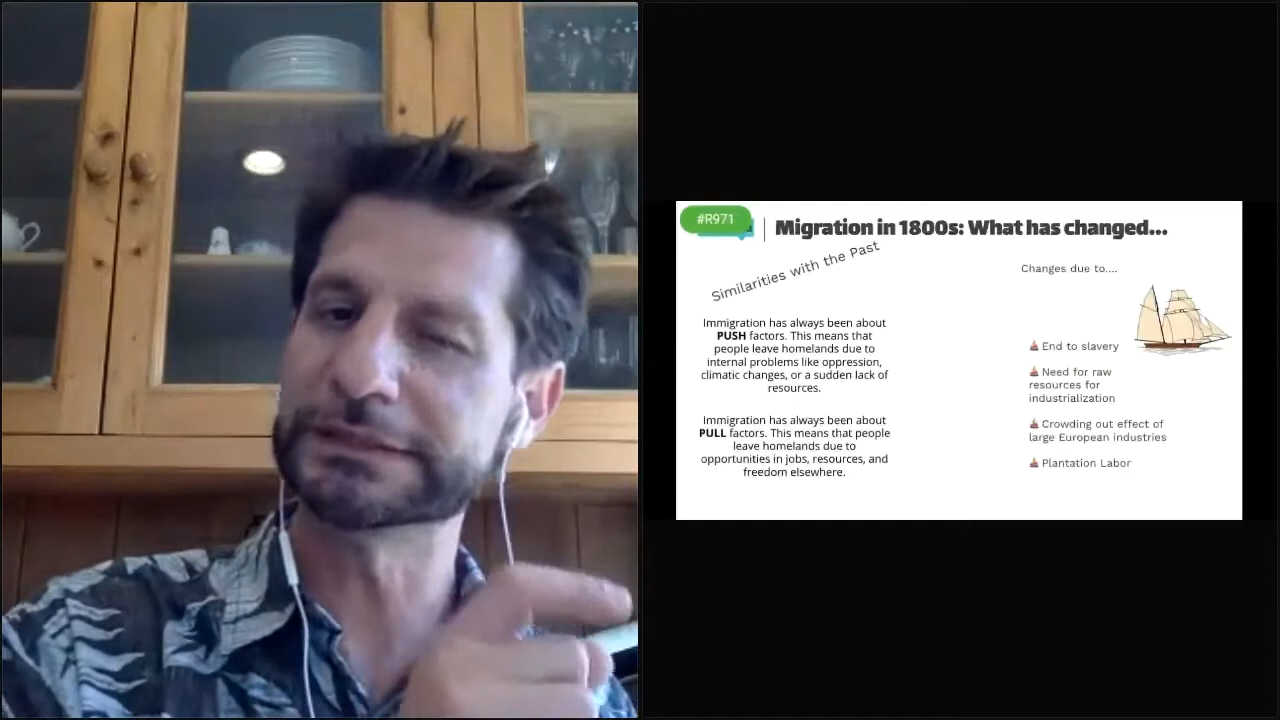 #R971
Migration in 1800s: What has changed...
Similarities with the Past
Changes due to....
Immigration has always been about
PUSH factors. This means that
people leave homelands due to
internal problems like oppression,
climatic changes, or a sudden lack of
resources.
Immigration has always been about
PULL factors. This means that people
leave homelands due to
opportunities in jobs, resources, and
freedom elsewhere.
End to slavery
Need for raw
resources for
industrialization
Crowding out effect of
large European industries
Plantation Labor